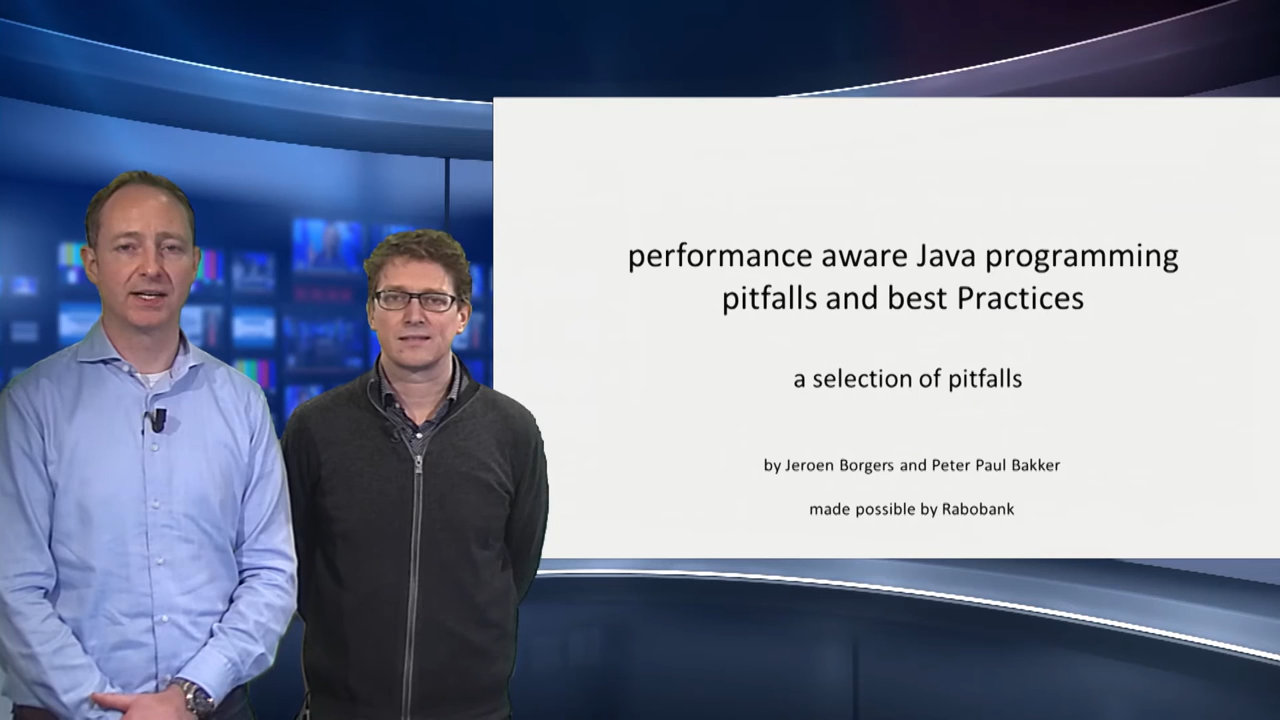 performance aware Java programming
pitfalls and best Practices
a selection of pitfalls
by Jeroen Borgers and Peter Paul Bakker
made possible by Rabobank